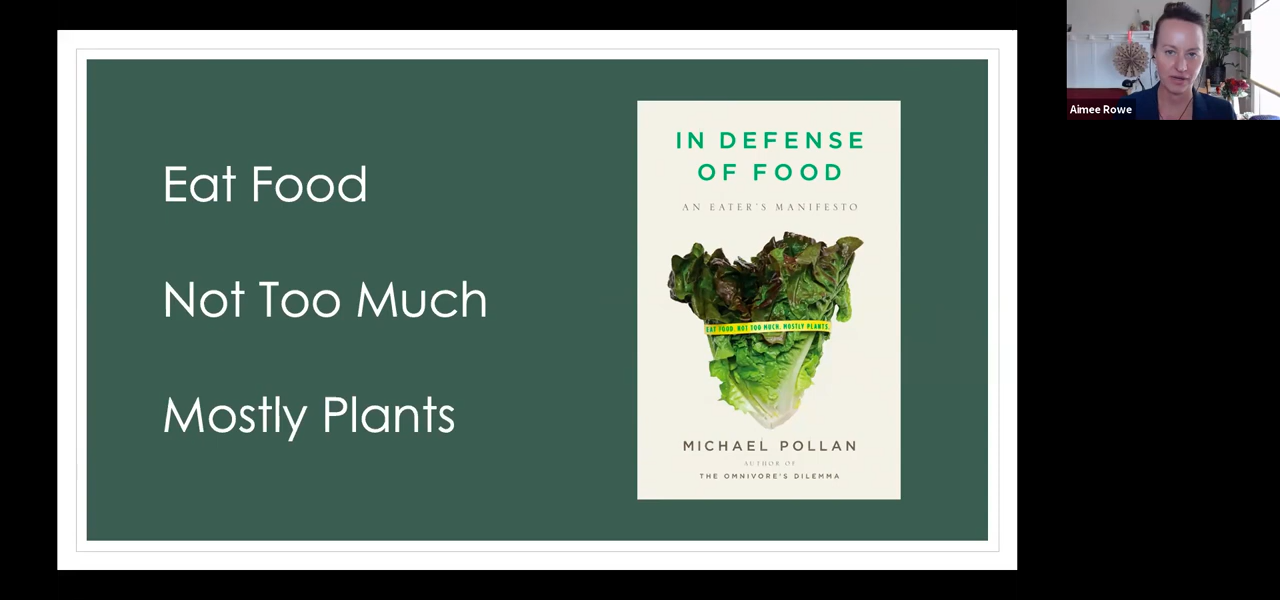 Eat Food
Not Too Much
Mostly Plants
IN DEFENSE
OF FOOD
AN EATER'S MANIFESTO
EAT FOOD. NOT TOO MUCH. MOSTLY PLANTS.
MICHAEL POLLAN
AUTHOR OF
THE OMNIVORE'S DILEMMA
Aimee Rowe